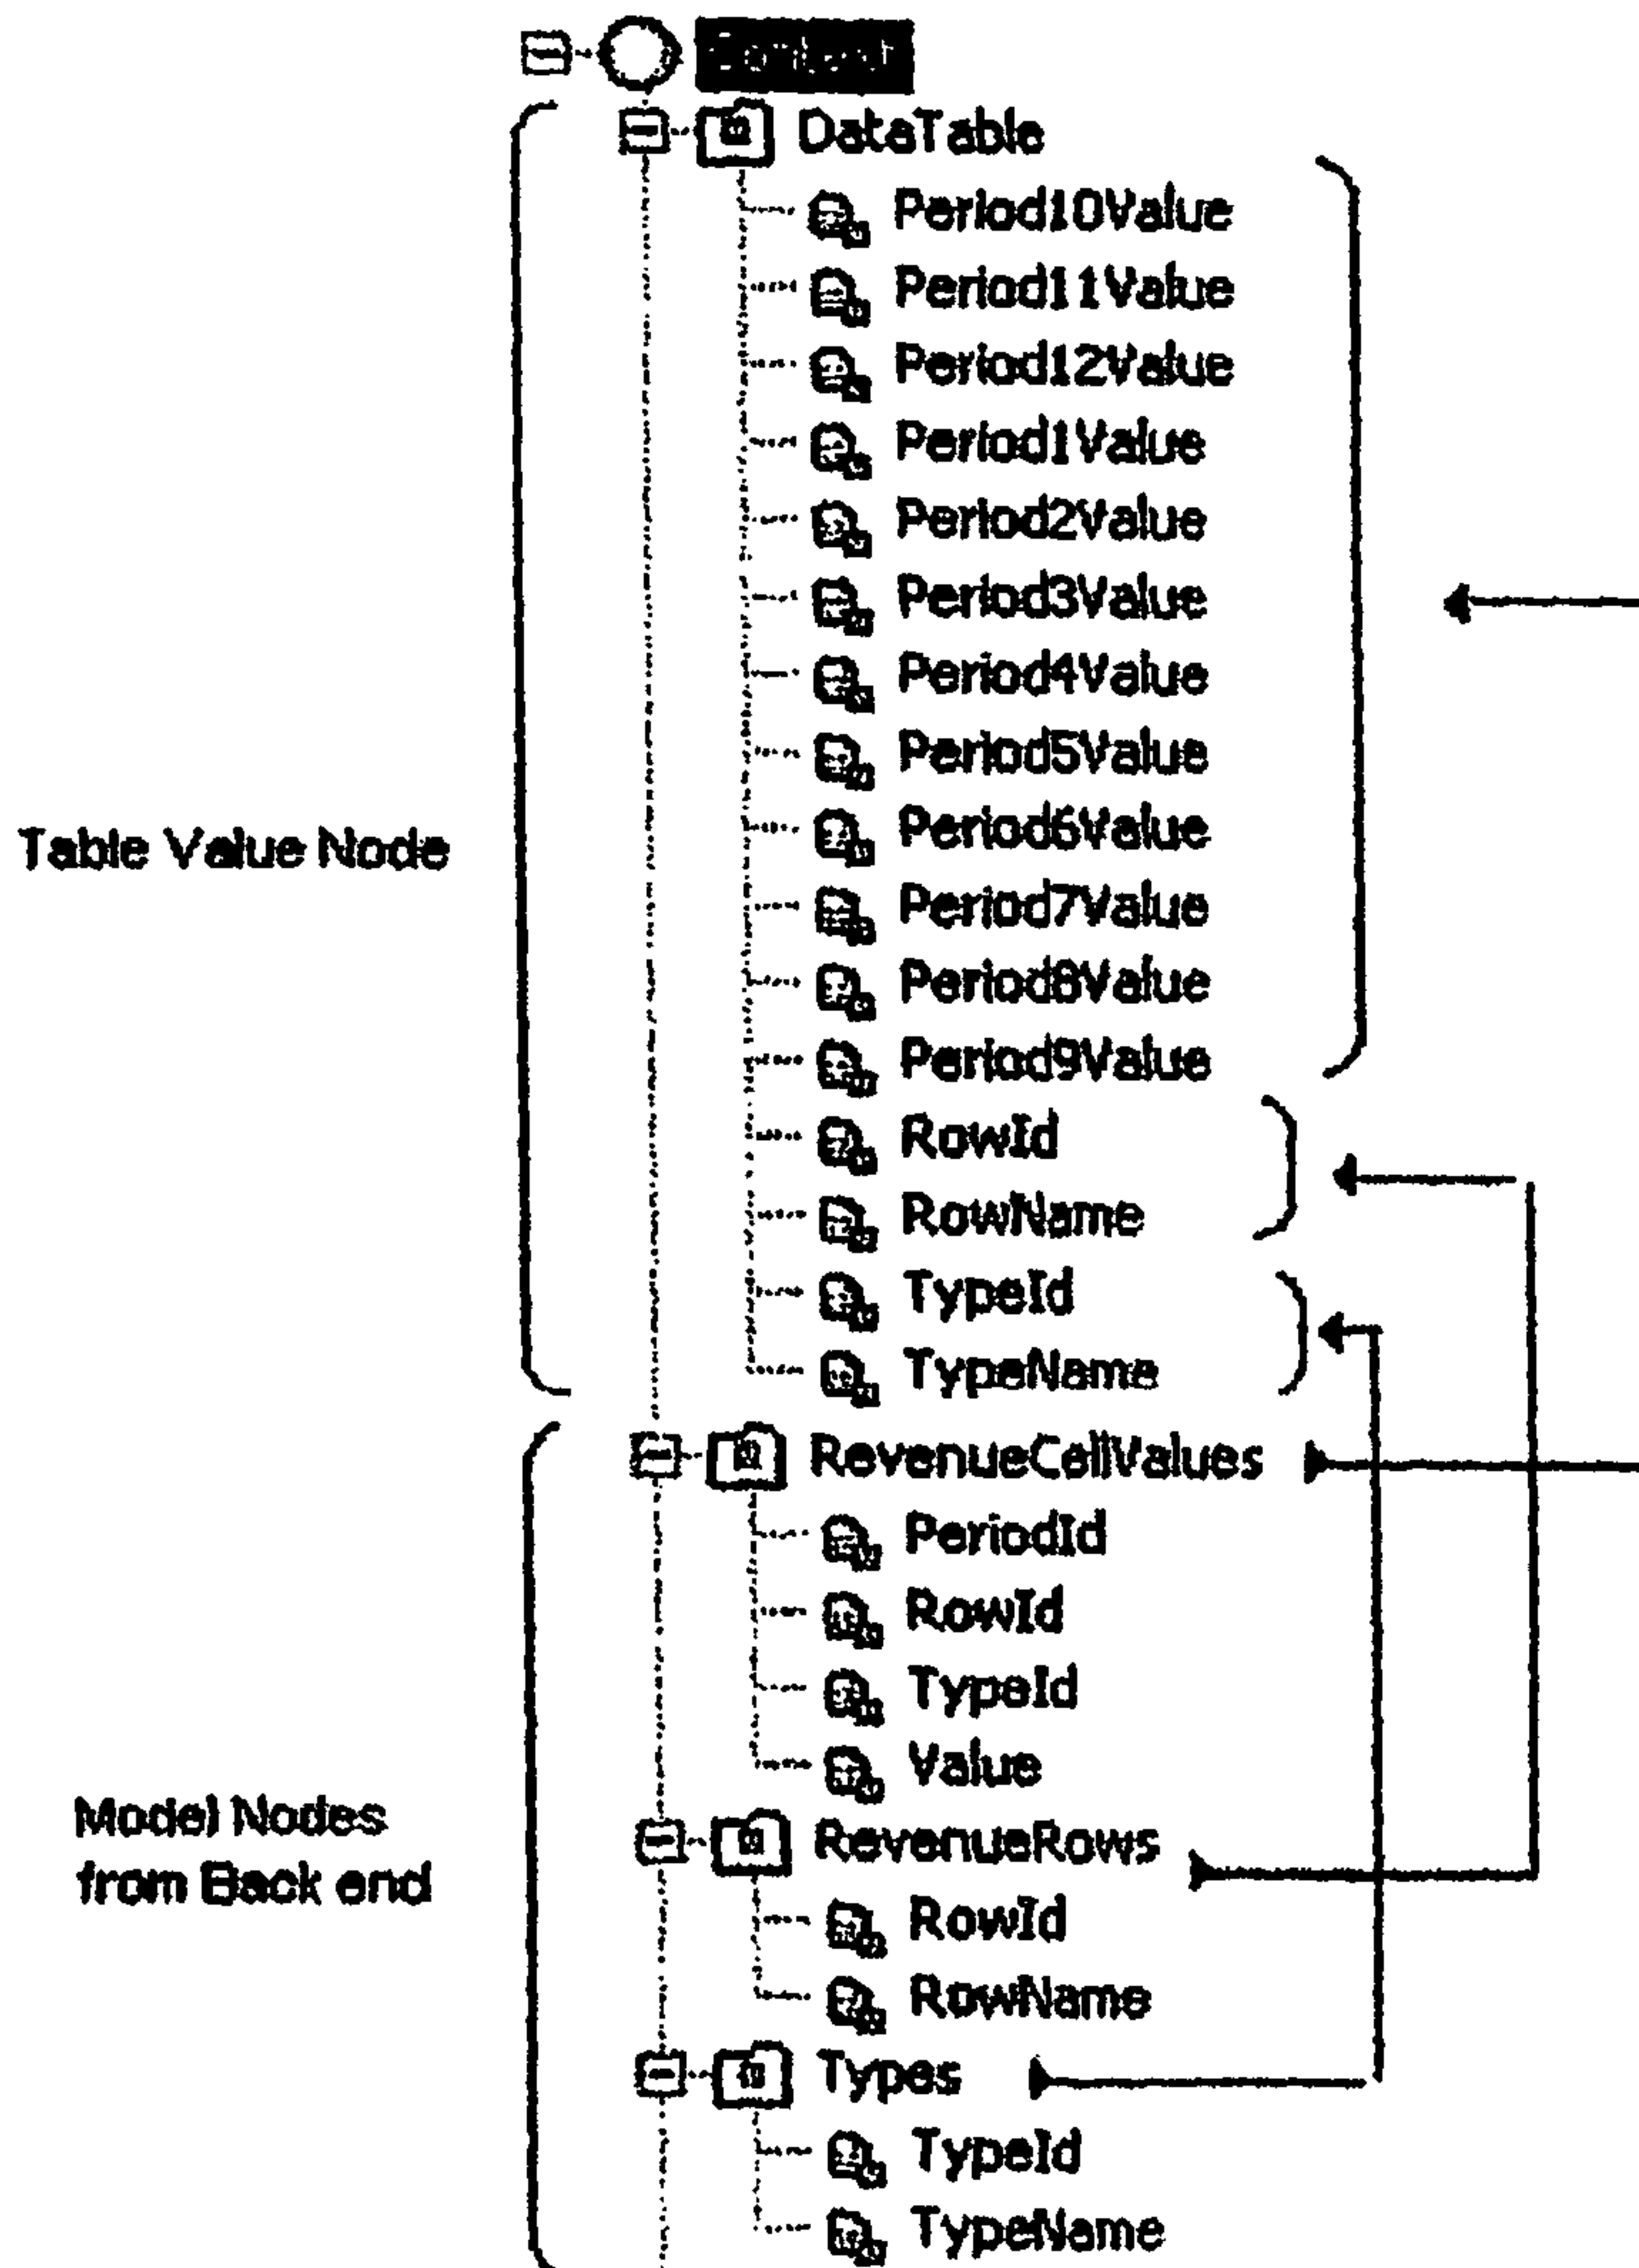 DataTable
Period10Value
Period11Value
Period12Value
Period1Value
Period2Value
Period3Value
Period4Value
Period5Value
Period6Value
Period7Value
Period8Value
Period9Value
RowId
RowName
TypeId
TypeName
Table Value Node
RevenueCellValues
PeriodId
RowId
TypeId
Value
RevenueRows
RowId
RowName
Types
TypeId
TypeName
Model Nodes
from Back end